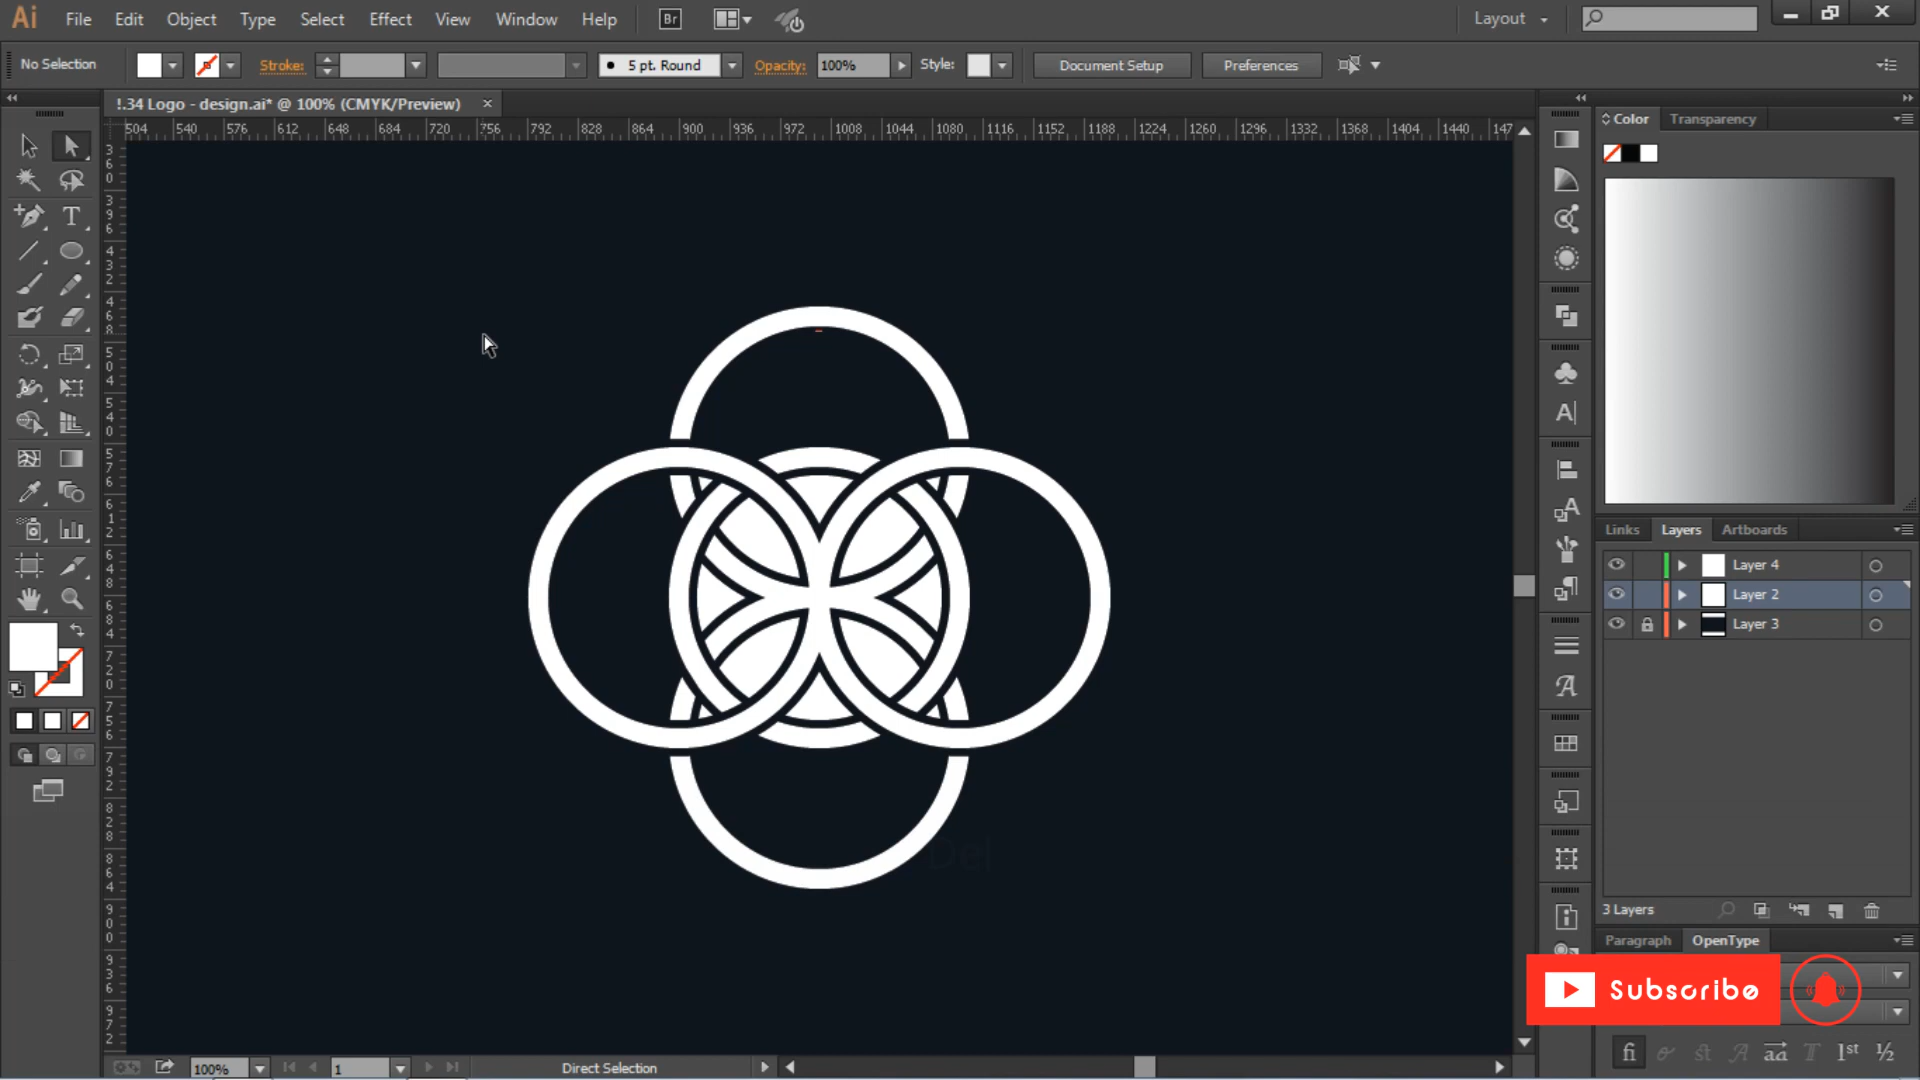 Ai File Edit Object Type Select Effect View Window Help Br Layout
No Selection Stroke: 5 pt. Round Opacity: 100% Style: Document Setup Preferences
!.34 Logo - design.ai* @ 100% (CMYK/Preview)
504 540 576 612 648 684 720 756 792 828 864 900 936 972 1008 1044 1080 1116 1152 1188 1224 1260 1296 1332 1368 1404 1440 147
Color Transparency
Links Layers Artboards
Layer 4
Layer 2
Layer 3
Del
3 Layers
Paragraph OpenType
Subscribe
100% 1 Direct Selection